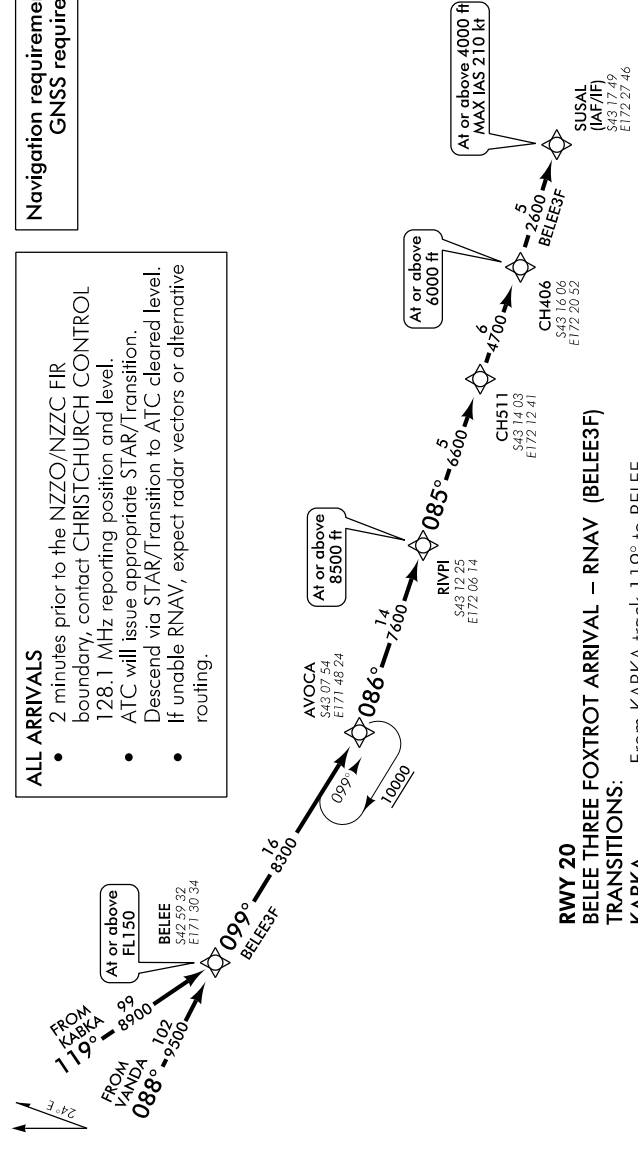 Navigation requireme
GNSS require
ALL ARRIVALS
• 2 minutes prior to the NZZO/NZZC FIR
boundary, contact CHRISTCHURCH CONTROL
128.1 MHz reporting position and level.
• ATC will issue appropriate STAR/Transition.
Descend via STAR/Transition to ATC cleared level.
• If unable RNAV, expect radar vectors or alternative
routing.
24°E
FROM
KABKA
119°
99
8900
FROM
VANDA
088°
102
9500
At or above
FL150
BELEE
S42 59 32
E171 30 34
099°
BELEE3F
16
8300
AVOCA
S43 07 54
E171 48 24
099°
10000
086°
14
7600
At or above
8500 ft
RIVPI
S43 12 25
E172 06 14
085°
5
6600
CH511
S43 14 03
E172 12 41
6
4700
At or above
6000 ft
CH406
S43 16 06
E172 20 52
5
2600
BELEE3F
At or above 4000 ft
MAX IAS 210 kt
SUSAL
(IAF/IF)
S43 17 49
E172 27 46
RWY 20
BELEE THREE FOXTROT ARRIVAL – RNAV (BELEE3F)
TRANSITIONS:
KABKA From KABKA track 119° to BELEE